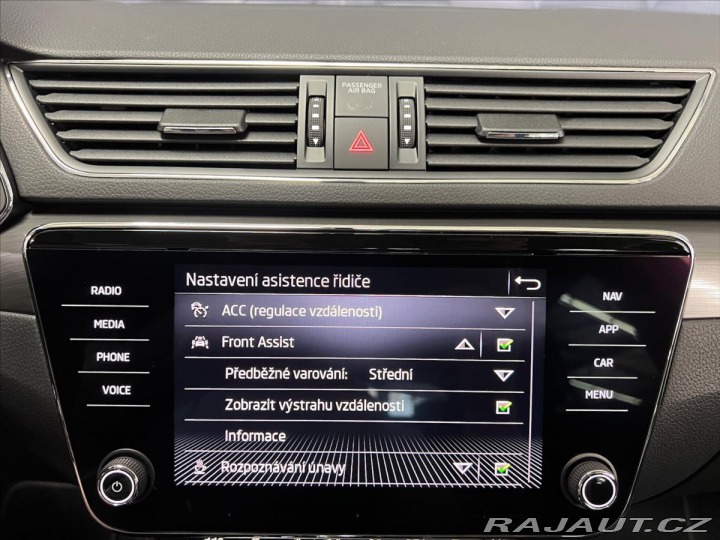 PASSENGER
AIR BAG
RADIO
MEDIA
PHONE
VOICE
Nastavení asistence řidiče
ACC (regulace vzdálenosti)
Front Assist
Předběžné varování: Střední
Zobrazit výstrahu vzdálenosti
Informace
Rozpoznávání únavy
NAV
APP
CAR
MENU
RAJAUT.CZ